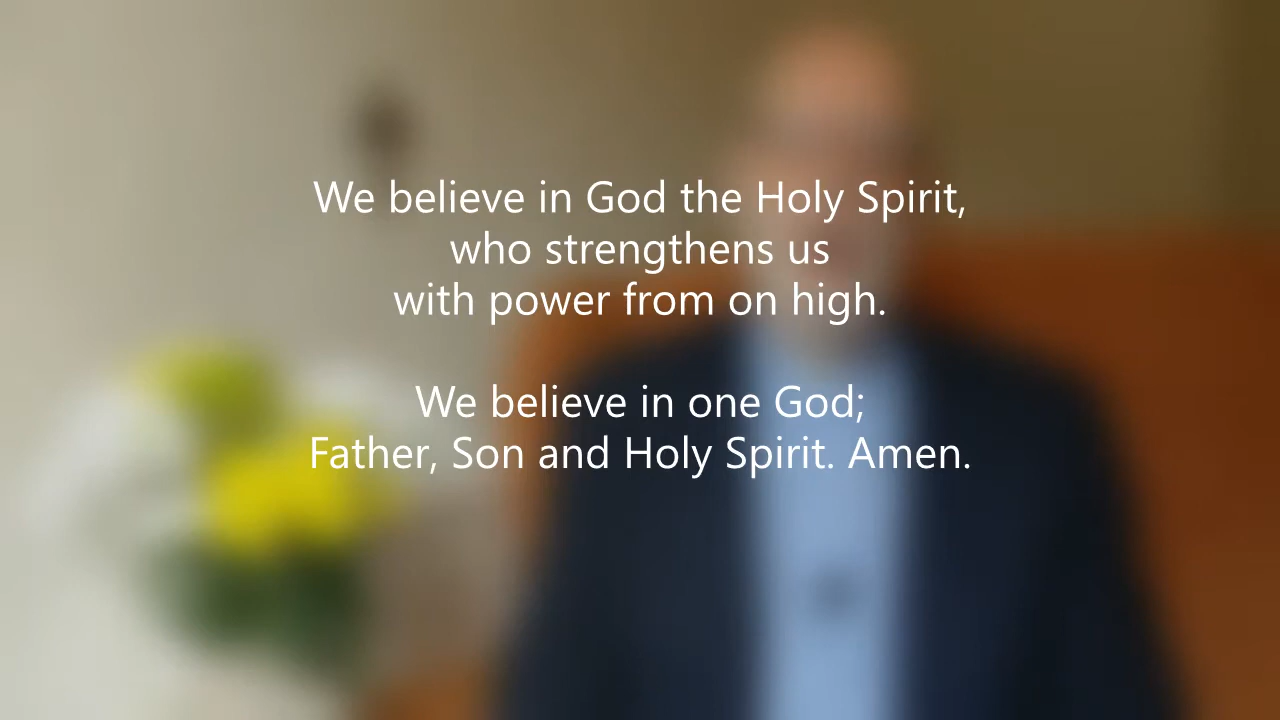 We believe in God the Holy Spirit,
who strengthens us
with power from on high.
We believe in one God;
Father, Son and Holy Spirit. Amen.